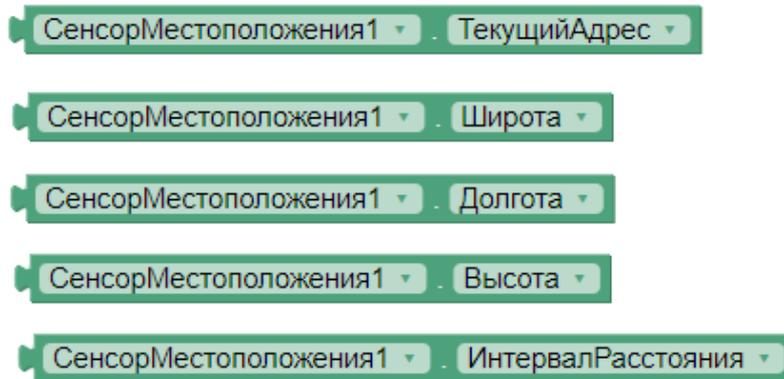 СенсорМестоположения1 . ТекущийАдрес
СенсорМестоположения1 . Широта
СенсорМестоположения1 . Долгота
СенсорМестоположения1 . Высота
СенсорМестоположения1 . ИнтервалРасстояния